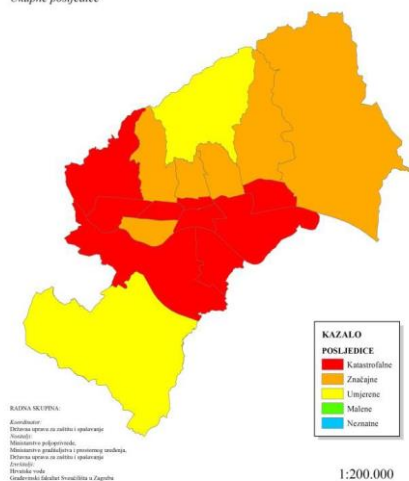 Ukupne posljedice
KAZALO
POSLJEDICE
Katastrofalne
Značajne
Umjerene
Malene
Neznatne
RADNA SKUPINA:
Koordinator:
Državna uprava za zaštitu i spašavanje
Nositelji:
Ministarstvo poljoprivrede,
Ministarstvo graditeljstva i prostornog uređenja,
Državna uprava za zaštitu i spašavanje
Izvršitelji:
Hrvatske vode
Građevinski fakultet Sveučilišta u Zagrebu
1:200.000